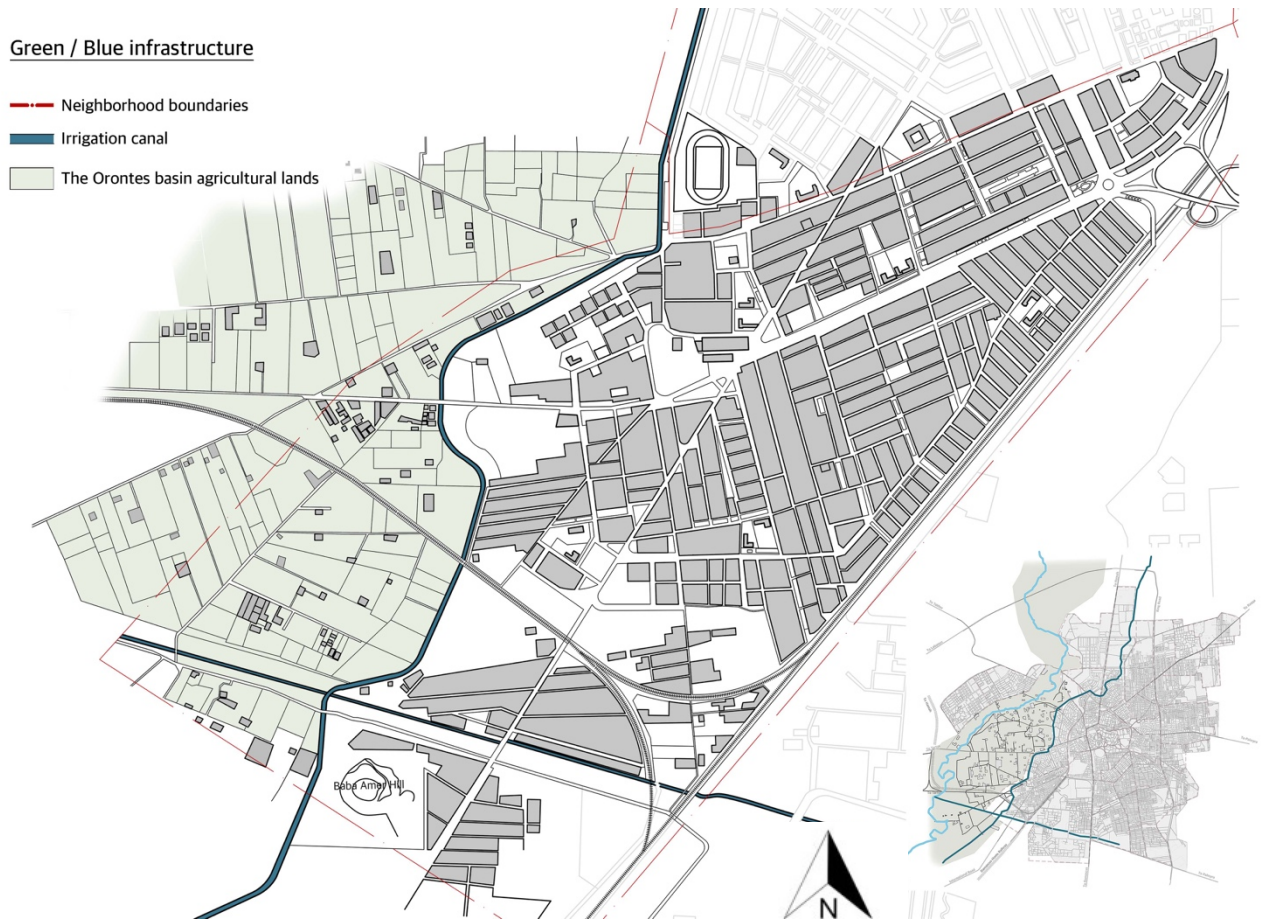 Green / Blue infrastructure
Neighborhood boundaries
Irrigation canal
The Orontes basin agricultural lands
Baba Amer Hill
N